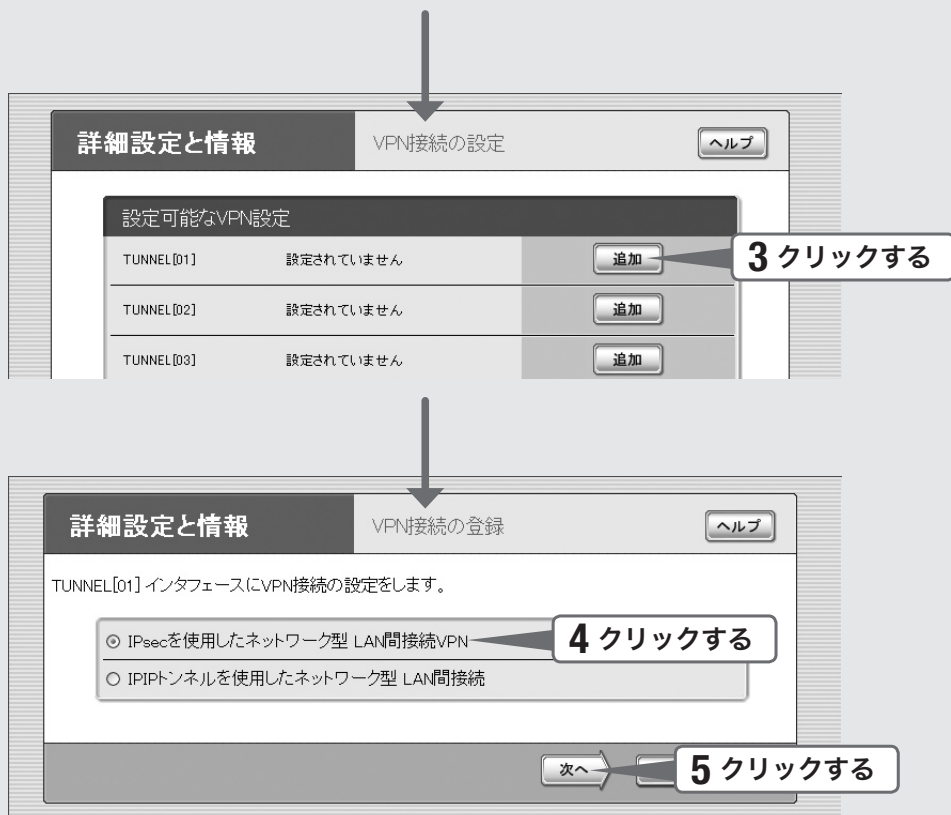 詳細設定と情報 VPN接続の設定 ヘルプ
設定可能なVPN設定
TUNNEL[01] 設定されていません 追加 3 クリックする
TUNNEL[02] 設定されていません 追加
TUNNEL[03] 設定されていません 追加
詳細設定と情報 VPN接続の登録 ヘルプ
TUNNEL[01] インタフェースにVPN接続の設定をします。
IPsecを使用したネットワーク型 LAN間接続VPN 4 クリックする
IPIPトンネルを使用したネットワーク型 LAN間接続
次へ 5 クリックする